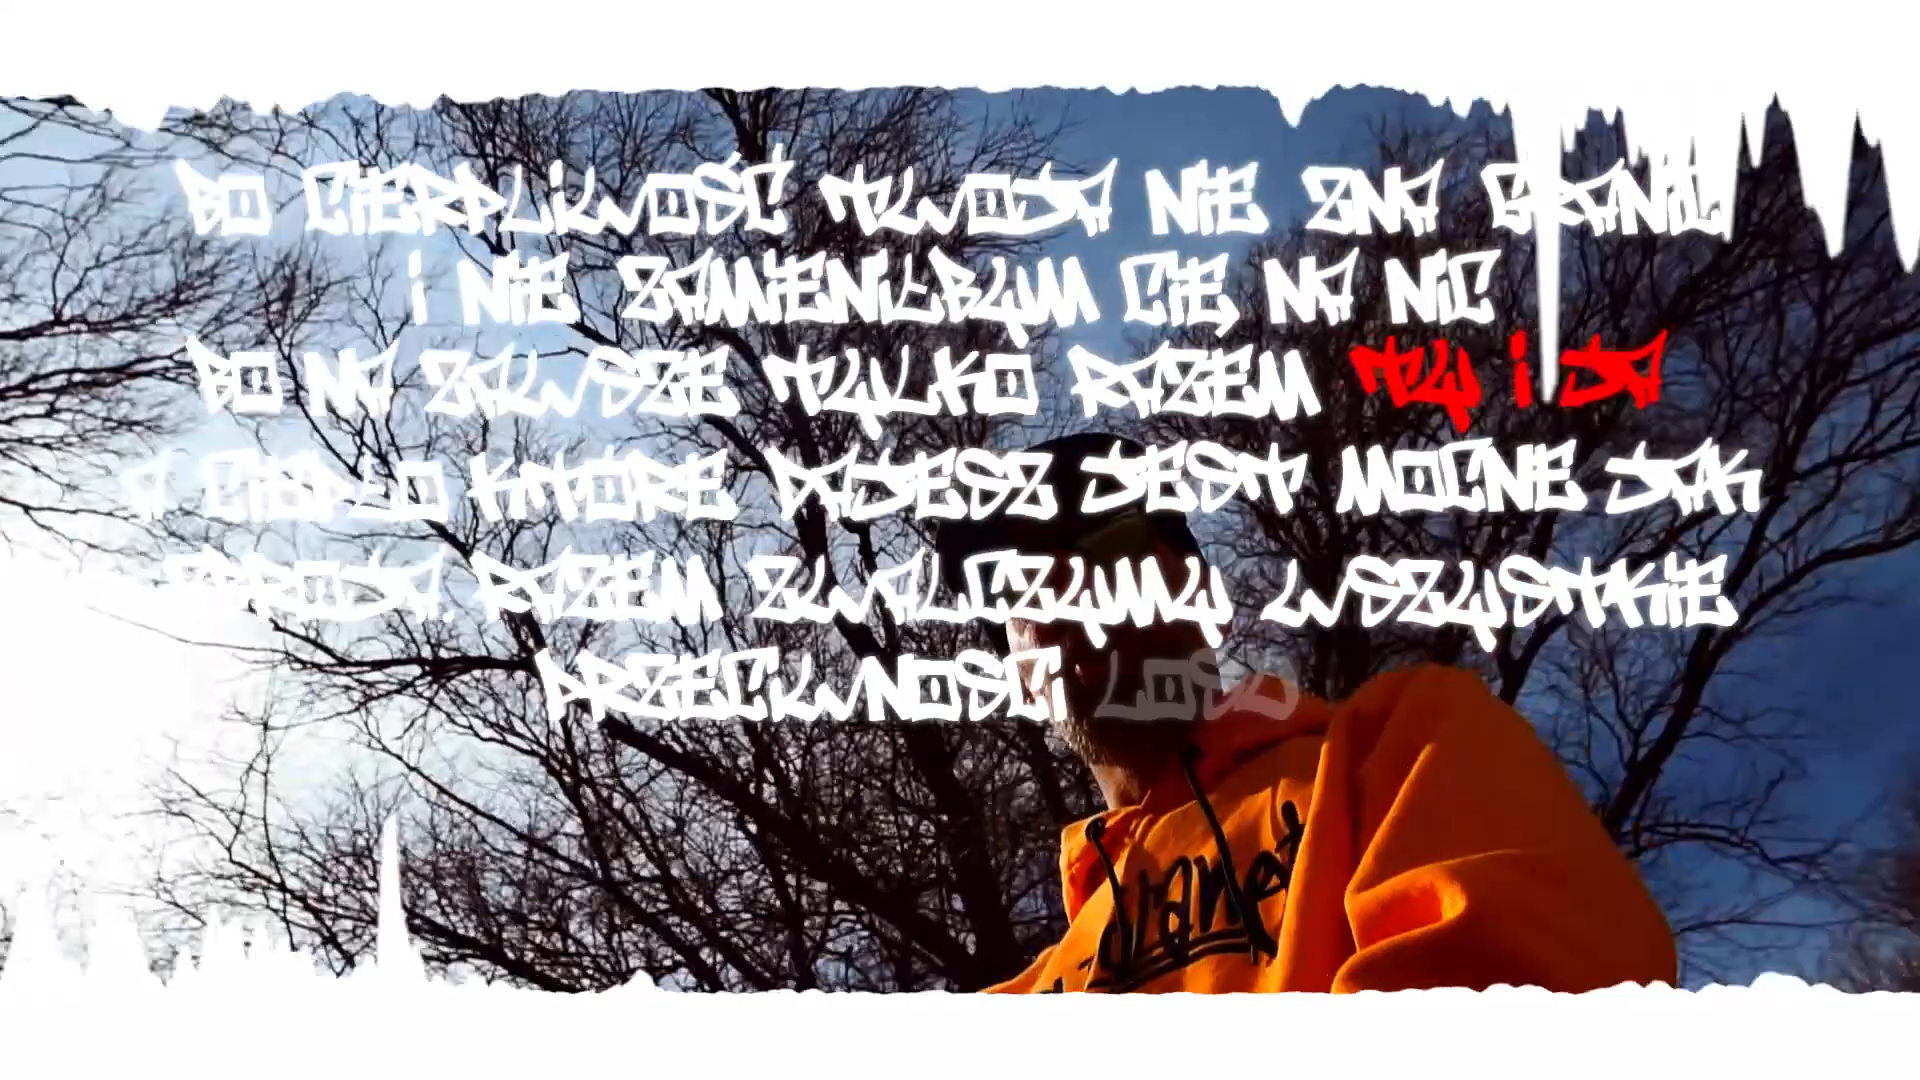 BO CIERPLIWOŚĆ TWOJA NIE ZNA GRANIC
I NIE ZAMIENIŁBYM CIĘ NA NIC
BO NA ZAWSZE TYLKO RAZEM TY I JA
A CIEPŁO KTÓRE DAJESZ JEST MOCNE JAK
RAZEM ZWALCZYMY WSZYSTKIE
PRZECIWNOŚCI LOSU